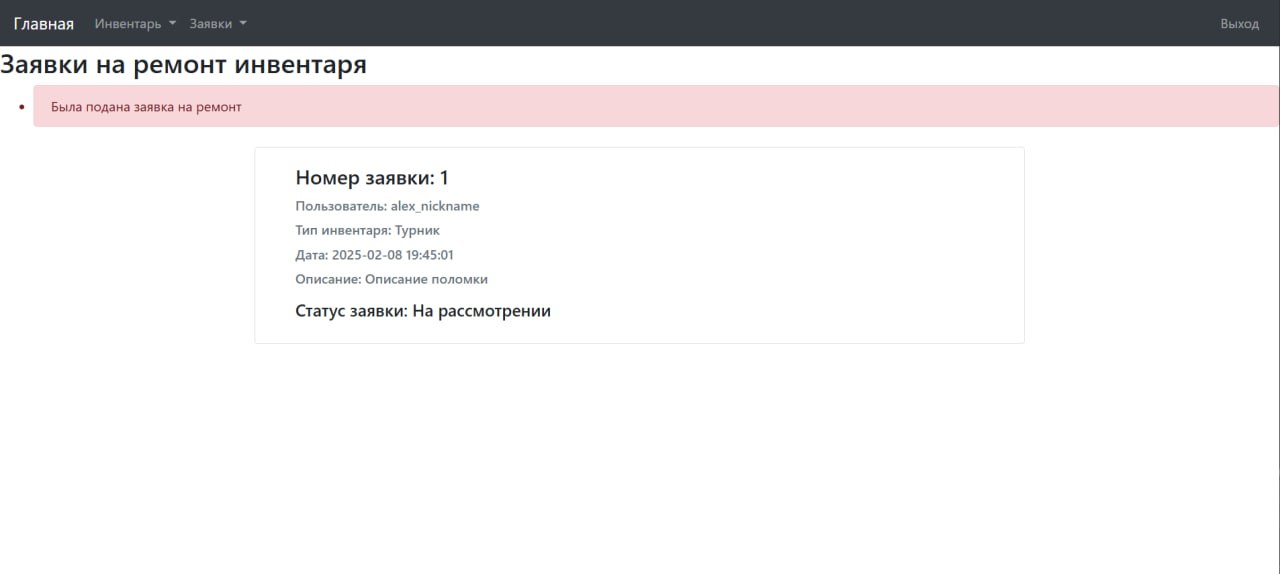 Главная Инвентарь Заявки Выход
Заявки на ремонт инвентаря
Была подана заявка на ремонт
Номер заявки: 1
Пользователь: alex_nickname
Тип инвентаря: Турник
Дата: 2025-02-08 19:45:01
Описание: Описание поломки
Статус заявки: На рассмотрении